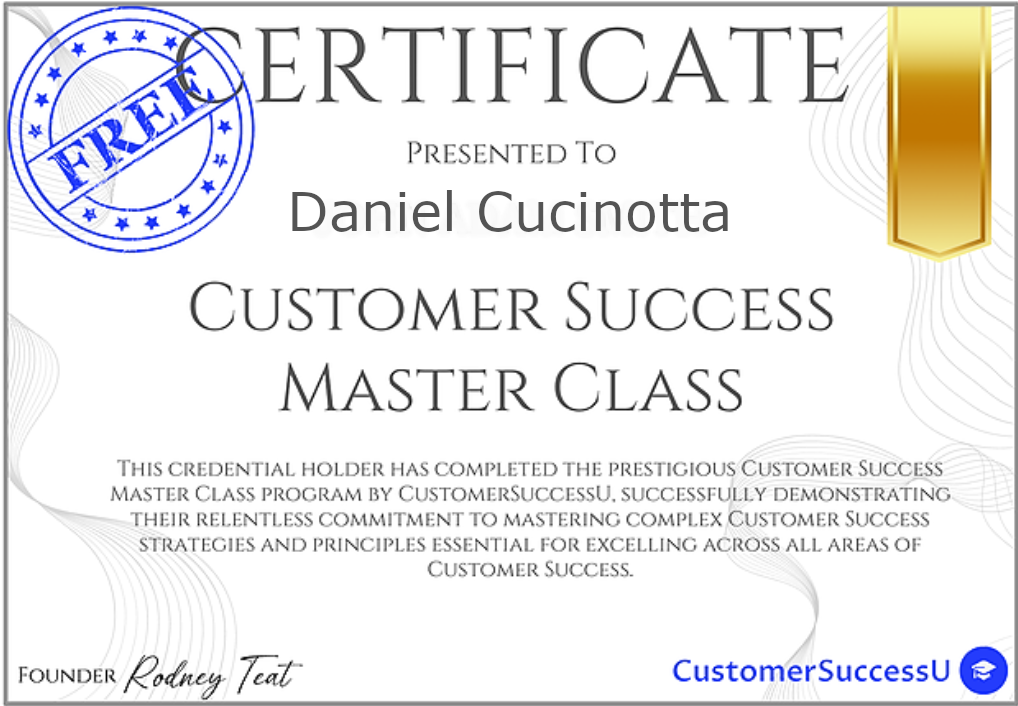 CERTIFICATE
FREE
PRESENTED TO
Daniel Cucinotta
CUSTOMER SUCCESS
MASTER CLASS
THIS CREDENTIAL HOLDER HAS COMPLETED THE PRESTIGIOUS CUSTOMER SUCCESS
MASTER CLASS PROGRAM BY CUSTOMERSUCCESSU, SUCCESSFULLY DEMONSTRATING
THEIR RELENTLESS COMMITMENT TO MASTERING COMPLEX CUSTOMER SUCCESS
STRATEGIES AND PRINCIPLES ESSENTIAL FOR EXCELLING ACROSS ALL AREAS OF
CUSTOMER SUCCESS.
FOUNDER Rodney Teat
CustomerSuccessU